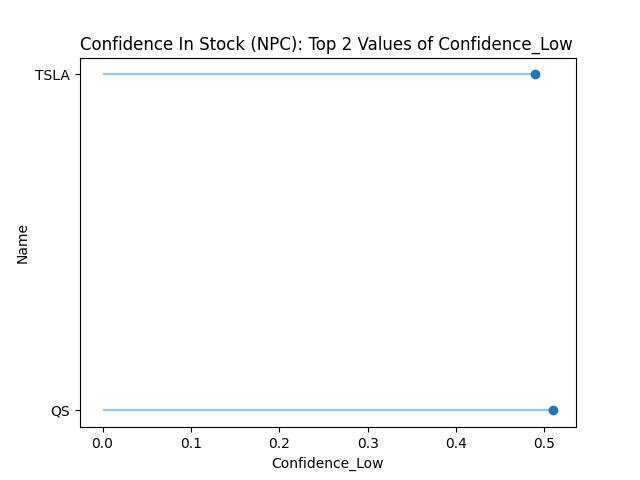 Confidence In Stock (NPC): Top 2 Values of Confidence_Low
TSLA
Name
QS
0.0 0.1 0.2 0.3 0.4 0.5
Confidence_Low